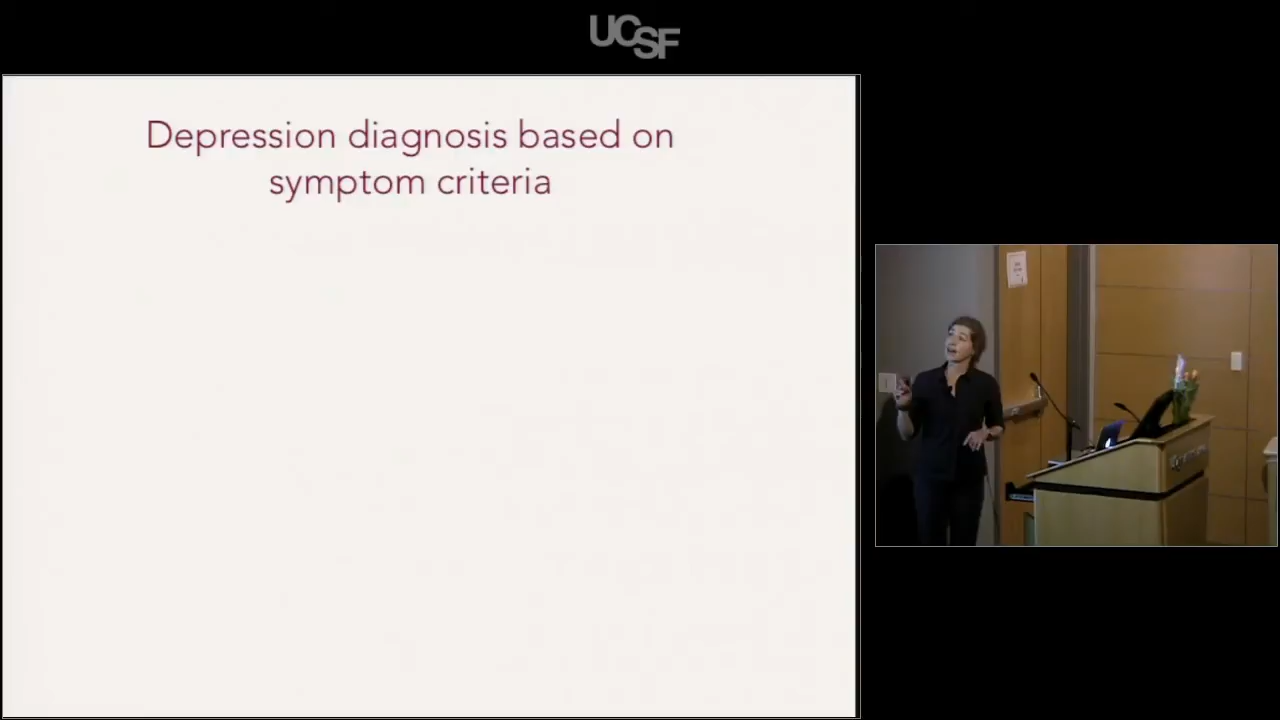 UCSF
Depression diagnosis based on
symptom criteria